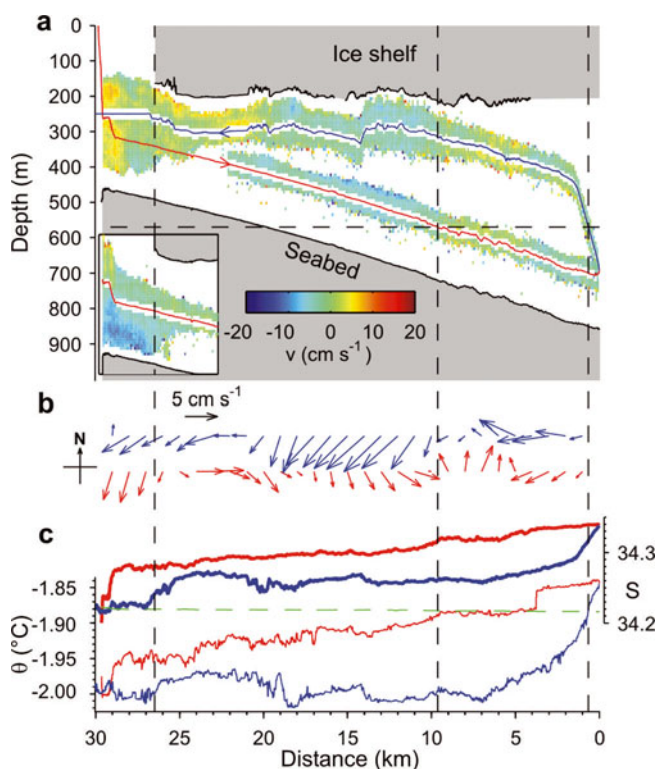 a
0
100
200
300
400
500
600
700
800
900
Depth (m)
Ice shelf
Seabed
-20 -10 0 10 20
v (cm s⁻¹)
b
5 cm s⁻¹
N
c
-1.85
-1.90
-1.95
-2.00
θ (°C)
34.3
S
34.2
30 25 20 15 10 5 0
Distance (km)